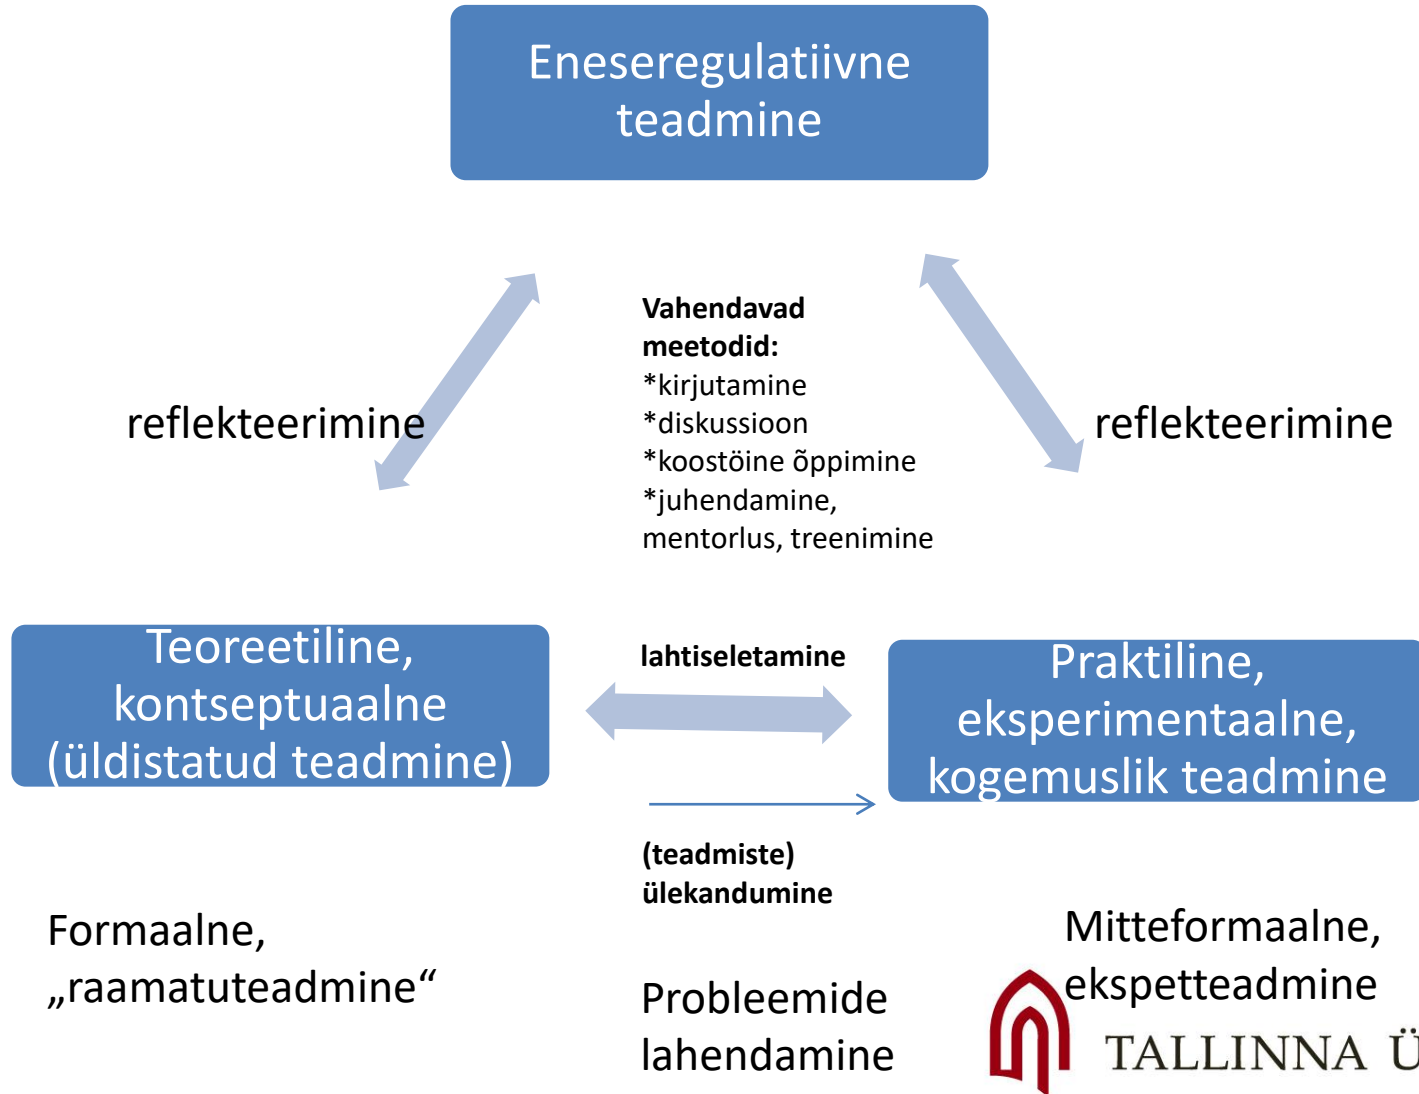 Eneseregulatiivne
teadmine
Vahendavad
meetodid:
*kirjutamine
*diskussioon
*koostöine õppimine
*juhendamine,
mentorlus, treenimine
reflekteerimine
reflekteerimine
Teoreetiline,
kontseptuaalne
(üldistatud teadmine)
lahtiseletamine
Praktiline,
eksperimentaalne,
kogemuslik teadmine
(teadmiste)
ülekandumine
Formaalne,
„raamatuteadmine“
Probleemide
lahendamine
Mitteformaalne,
ekspetteadmine
TALLINNA Ü